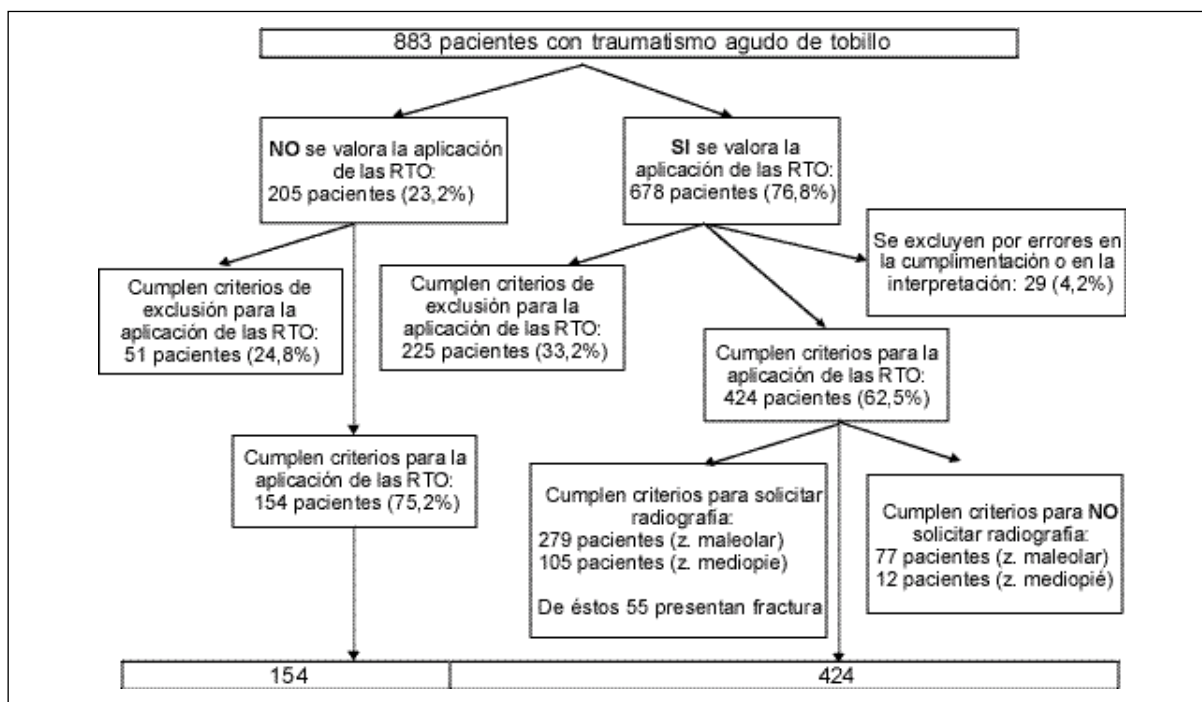 883 pacientes con traumatismo agudo de tobillo
NO se valora la aplicación
de las RTO:
205 pacientes (23,2%)
SI se valora la
aplicación de las RTO:
678 pacientes (76,8%)
Se excluyen por errores en
la cumplimentación o en la
interpretación: 29 (4,2%)
Cumplen criterios de
exclusión para la
aplicación de las RTO:
51 pacientes (24,8%)
Cumplen criterios de
exclusión para la
aplicación de las RTO:
225 pacientes (33,2%)
Cumplen criterios para la
aplicación de las RTO:
424 pacientes (62,5%)
Cumplen criterios para la
aplicación de las RTO:
154 pacientes (75,2%)
Cumplen criterios para solicitar
radiografía:
279 pacientes (z. maleolar)
105 pacientes (z. mediopie)
De éstos 55 presentan fractura
Cumplen criterios para NO
solicitar radiografía:
77 pacientes (z. maleolar)
12 pacientes (z. mediopié)
154
424